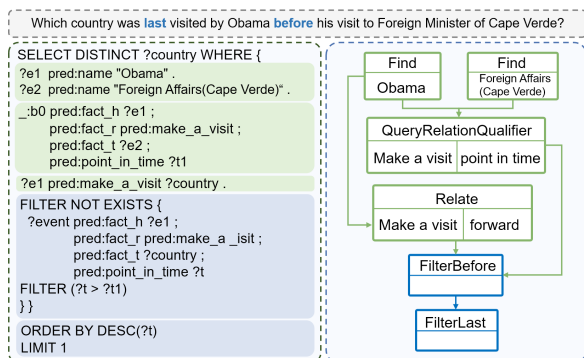 Which country was last visited by Obama before his visit to Foreign Minister of Cape Verde?
SELECT DISTINCT ?country WHERE {
?e1 pred:name "Obama" .
?e2 pred:name "Foreign Affairs(Cape Verde)“ .
_:b0 pred:fact_h ?e1 ;
pred:fact_r pred:make_a_visit ;
pred:fact_t ?e2 ;
pred:point_in_time ?t1
?e1 pred:make_a_visit ?country .
FILTER NOT EXISTS {
?event pred:fact_h ?e1 ;
pred:fact_r pred:make_a _isit ;
pred:fact_t ?country ;
pred:point_in_time ?t
FILTER (?t > ?t1)
} }
ORDER BY DESC(?t)
LIMIT 1
Find
Obama
Find
Foreign Affairs
(Cape Verde)
QueryRelationQualifier
Make a visit point in time
Relate
Make a visit forward
FilterBefore
FilterLast